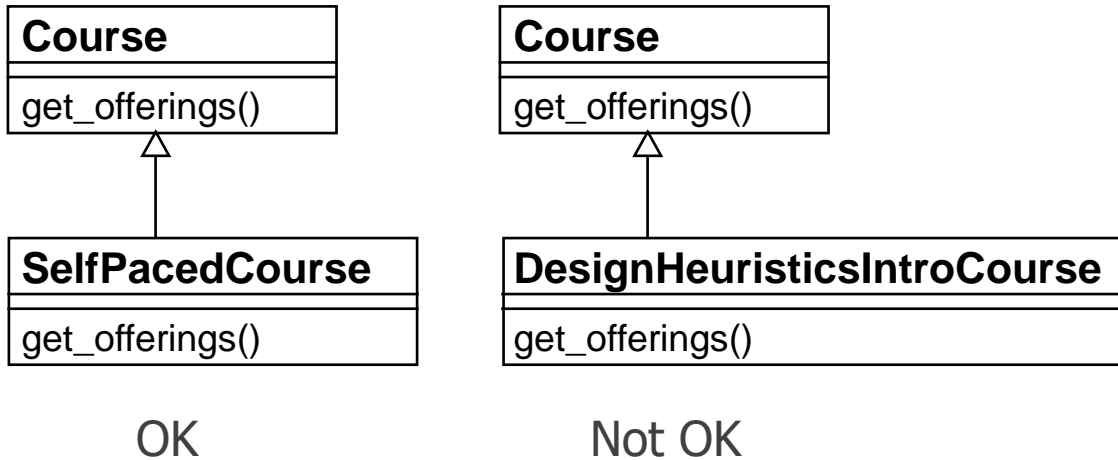 Course
get_offerings()
SelfPacedCourse
get_offerings()
OK
Course
get_offerings()
DesignHeuristicsIntroCourse
get_offerings()
Not OK